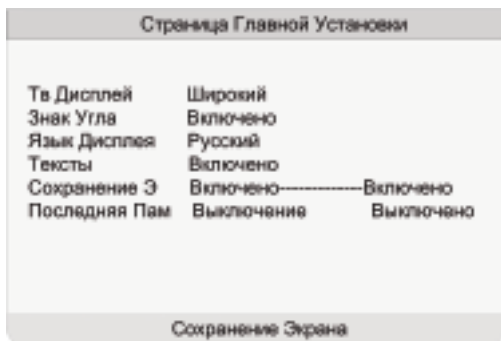 Страница Главной Установки
Тв Дисплей Широкий
Знак Угла Включено
Язык Дисплея Русский
Тексты Включено
Сохранение Э Включено-------------Включено
Последняя Пам Выключение Выключено
Сохранение Экрана